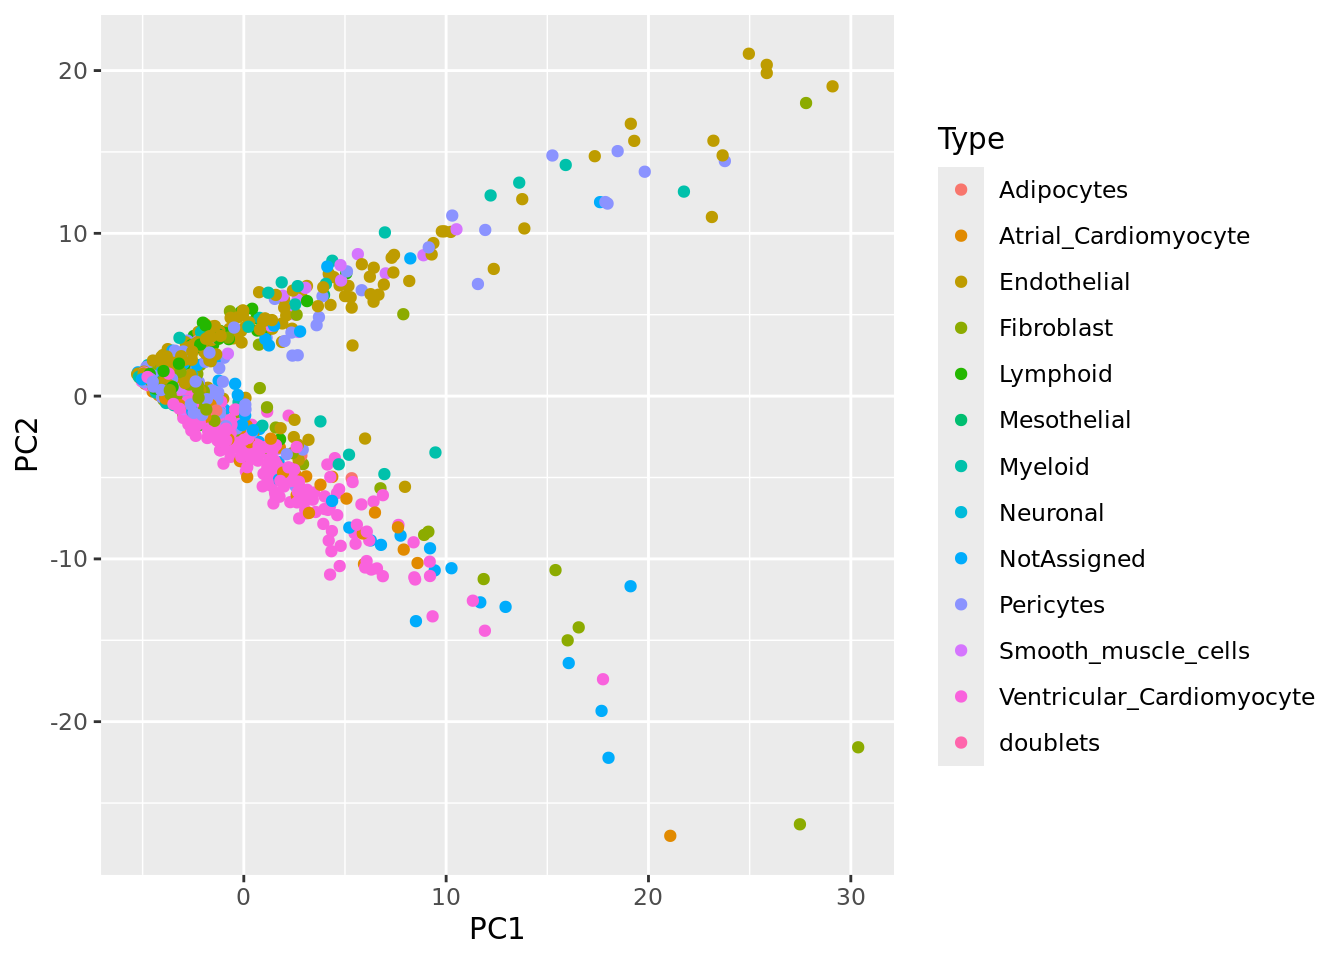 20
10
0
-10
-20
PC2
0
10
20
30
PC1
Type
Adipocytes
Atrial_Cardiomyocyte
Endothelial
Fibroblast
Lymphoid
Mesothelial
Myeloid
Neuronal
NotAssigned
Pericytes
Smooth_muscle_cells
Ventricular_Cardiomyocyte
doublets